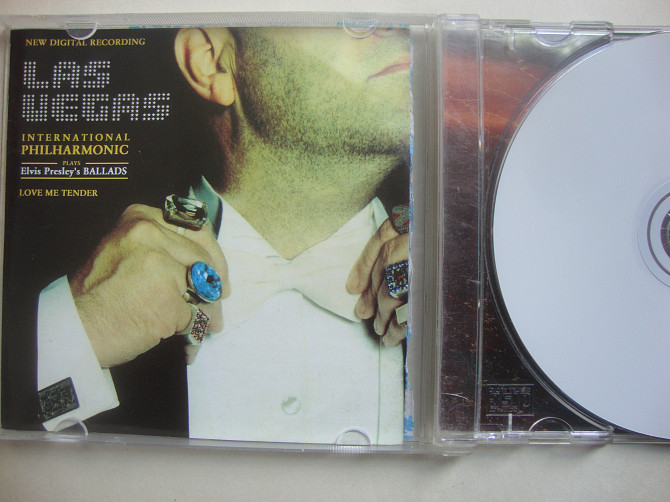 NEW DIGITAL RECORDING
LAS
VEGAS
INTERNATIONAL
PHILHARMONIC
PLAYS
Elvis Presley's BALLADS
LOVE ME TENDER